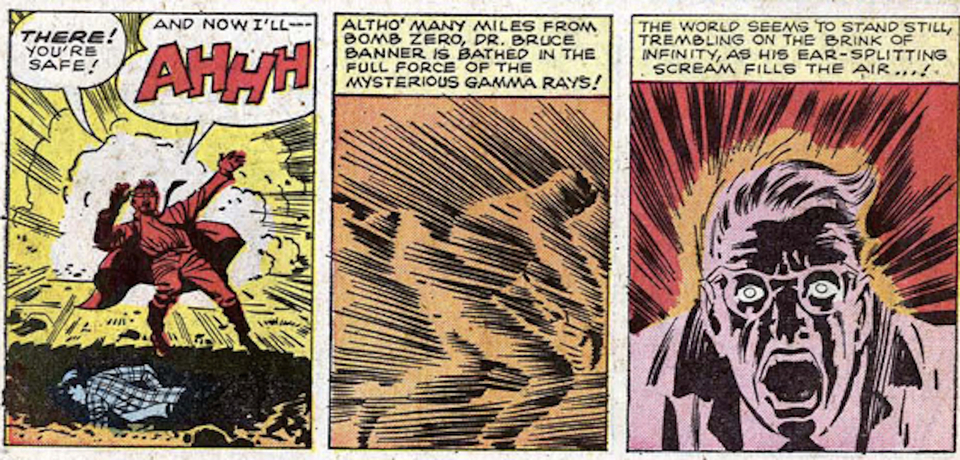 THERE!
YOU'RE
SAFE!
AND NOW I'LL---
AHHH
ALTHO' MANY MILES FROM
BOMB ZERO, DR. BRUCE
BANNER IS BATHED IN THE
FULL FORCE OF THE
MYSTERIOUS GAMMA RAYS!
THE WORLD SEEMS TO STAND STILL,
TREMBLING ON THE BRINK OF
INFINITY, AS HIS EAR-SPLITTING
SCREAM FILLS THE AIR...!